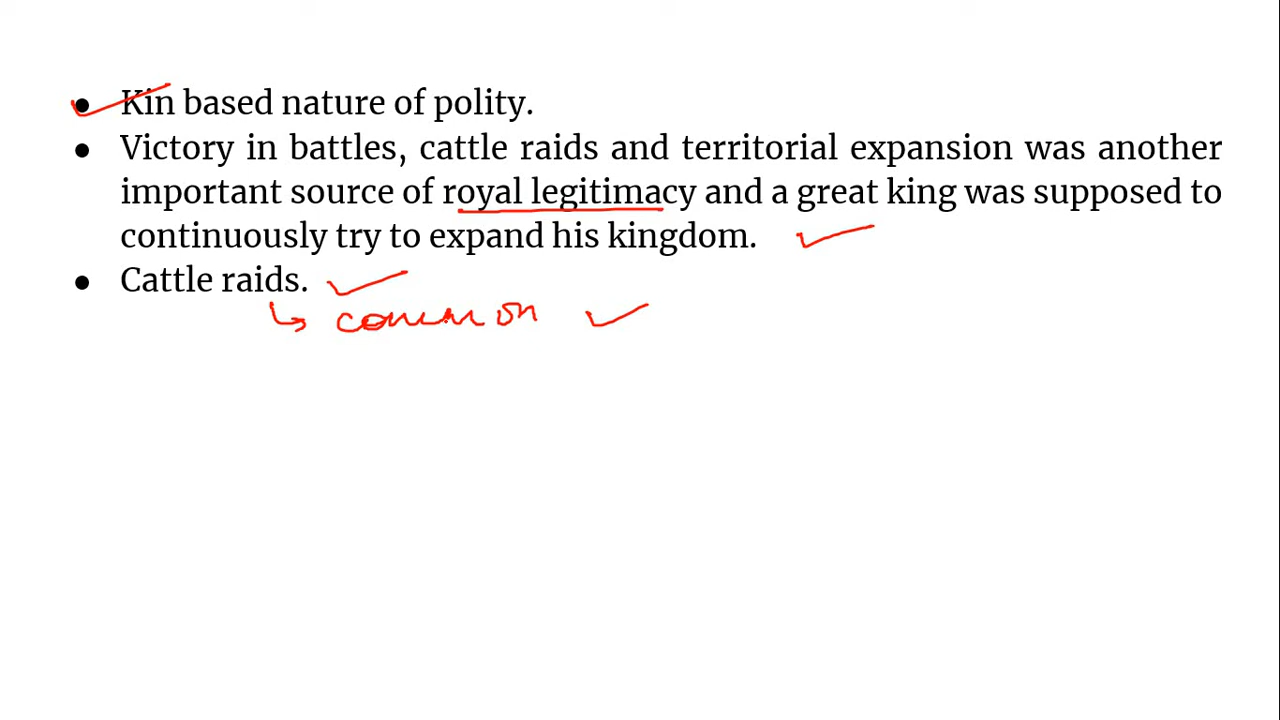 ● Kin based nature of polity.
● Victory in battles, cattle raids and territorial expansion was another
important source of royal legitimacy and a great king was supposed to
continuously try to expand his kingdom.
● Cattle raids.
↳ common